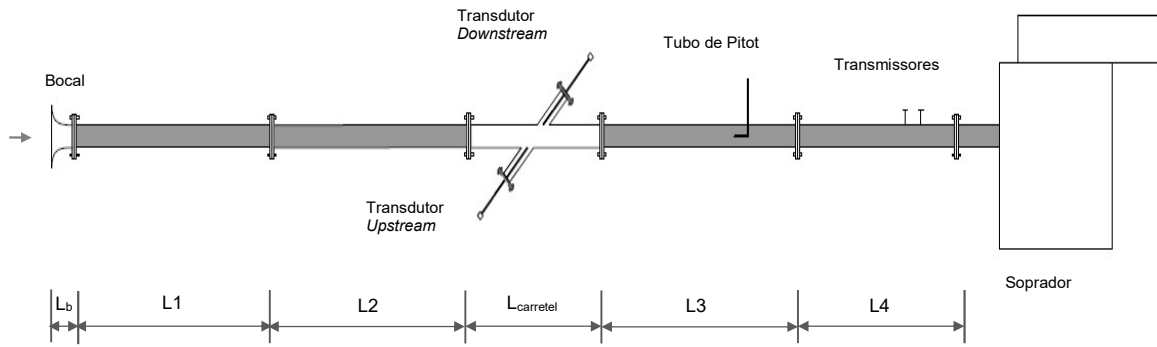 Transdutor
Downstream
Tubo de Pitot
Transmissores
Bocal
Transdutor
Upstream
Soprador
Lb
L1
L2
Lcarretel
L3
L4